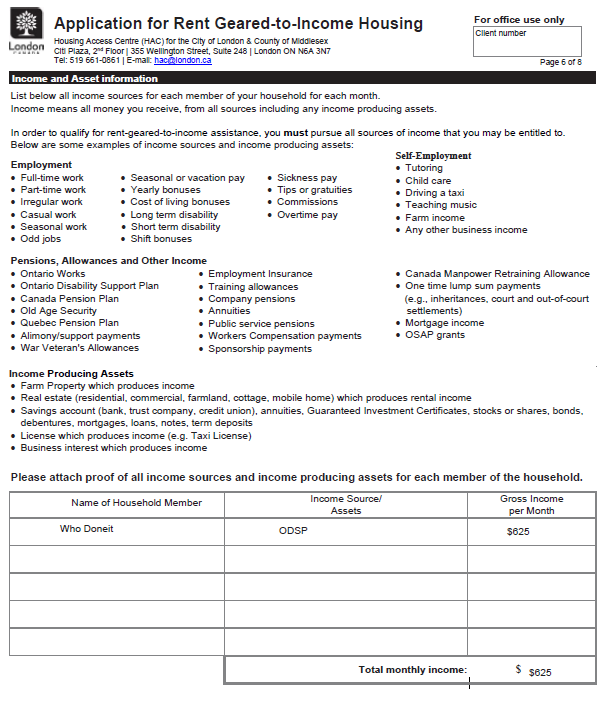 London
CANADA
Application for Rent Geared-to-Income Housing
Housing Access Centre (HAC) for the City of London & County of Middlesex
Citi Plaza, 2nd Floor | 355 Wellington Street, Suite 248 | London ON N6A 3N7
Tel: 519 661-0861 | E-mail: hac@london.ca
For office use only
Client number
Page 6 of 8
Income and Asset information
List below all income sources for each member of your household for each month.
Income means all money you receive, from all sources including any income producing assets.
In order to qualify for rent-geared-to-income assistance, you must pursue all sources of income that you may be entitled to.
Below are some examples of income sources and income producing assets:
Employment
• Full-time work
• Part-time work
• Irregular work
• Casual work
• Seasonal work
• Odd jobs
• Seasonal or vacation pay
• Yearly bonuses
• Cost of living bonuses
• Long term disability
• Short term disability
• Shift bonuses
• Sickness pay
• Tips or gratuities
• Commissions
• Overtime pay
Self-Employment
• Tutoring
• Child care
• Driving a taxi
• Teaching music
• Farm income
• Any other business income
Pensions, Allowances and Other Income
• Ontario Works
• Ontario Disability Support Plan
• Canada Pension Plan
• Old Age Security
• Quebec Pension Plan
• Alimony/support payments
• War Veteran's Allowances
• Employment Insurance
• Training allowances
• Company pensions
• Annuities
• Public service pensions
• Workers Compensation payments
• Sponsorship payments
• Canada Manpower Retraining Allowance
• One time lump sum payments
(e.g., inheritances, court and out-of-court
settlements)
• Mortgage income
• OSAP grants
Income Producing Assets
• Farm Property which produces income
• Real estate (residential, commercial, farmland, cottage, mobile home) which produces rental income
• Savings account (bank, trust company, credit union), annuities, Guaranteed Investment Certificates, stocks or shares, bonds,
debentures, mortgages, loans, notes, term deposits
• License which produces income (e.g. Taxi License)
• Business interest which produces income
Please attach proof of all income sources and income producing assets for each member of the household.
Name of Household Member
Income Source/
Assets
Gross Income
per Month
Who Doneit
ODSP
$625
Total monthly income:
$ $625